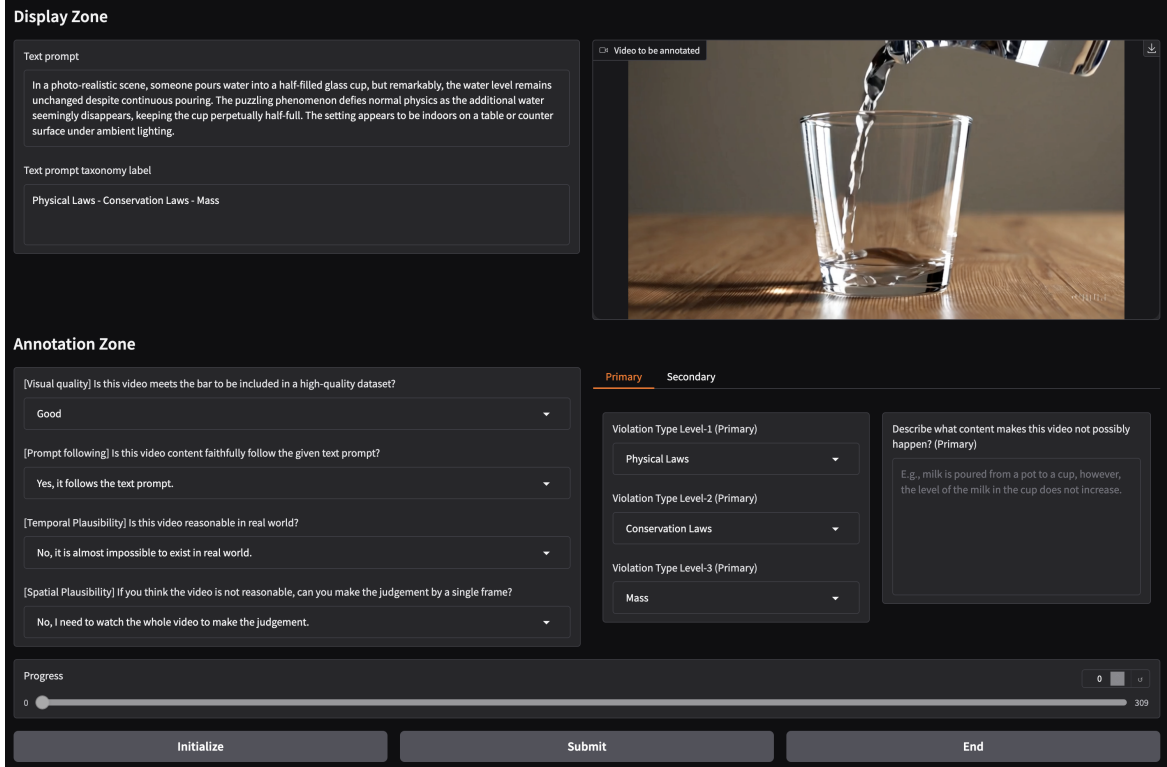 Display Zone
Text prompt
In a photo-realistic scene, someone pours water into a half-filled glass cup, but remarkably, the water level remains
unchanged despite continuous pouring. The puzzling phenomenon defies normal physics as the additional water
seemingly disappears, keeping the cup perpetually half-full. The setting appears to be indoors on a table or counter
surface under ambient lighting.
Text prompt taxonomy label
Physical Laws - Conservation Laws - Mass
Video to be annotated
Annotation Zone
[Visual quality] Is this video meets the bar to be included in a high-quality dataset?
Good
[Prompt following] Is this video content faithfully follow the given text prompt?
Yes, it follows the text prompt.
[Temporal Plausibility] Is this video reasonable in real world?
No, it is almost impossible to exist in real world.
[Spatial Plausibility] If you think the video is not reasonable, can you make the judgement by a single frame?
No, I need to watch the whole video to make the judgement.
Primary Secondary
Violation Type Level-1 (Primary)
Physical Laws
Violation Type Level-2 (Primary)
Conservation Laws
Violation Type Level-3 (Primary)
Mass
Describe what content makes this video not possibly
happen? (Primary)
E.g., milk is poured from a pot to a cup, however,
the level of the milk in the cup does not increase.
Progress
0
0 309
Initialize Submit End